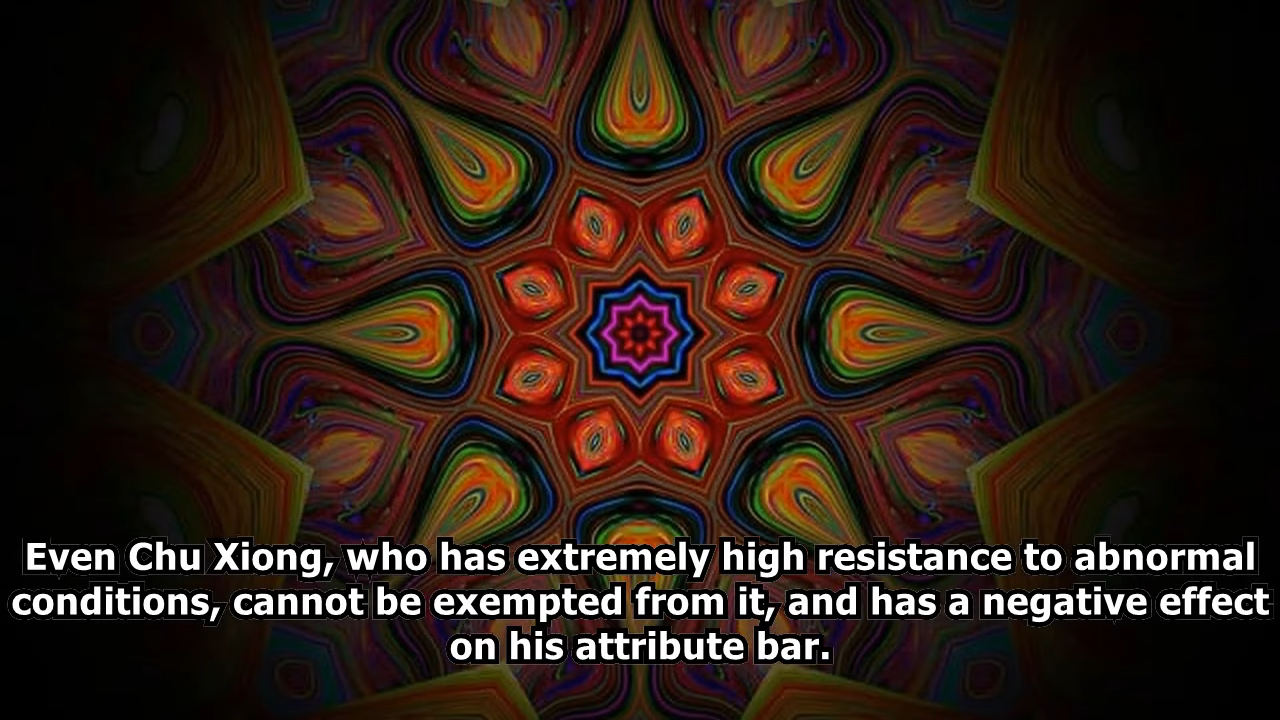 Even Chu Xiong, who has extremely high resistance to abnormal
conditions, cannot be exempted from it, and has a negative effect
on his attribute bar.